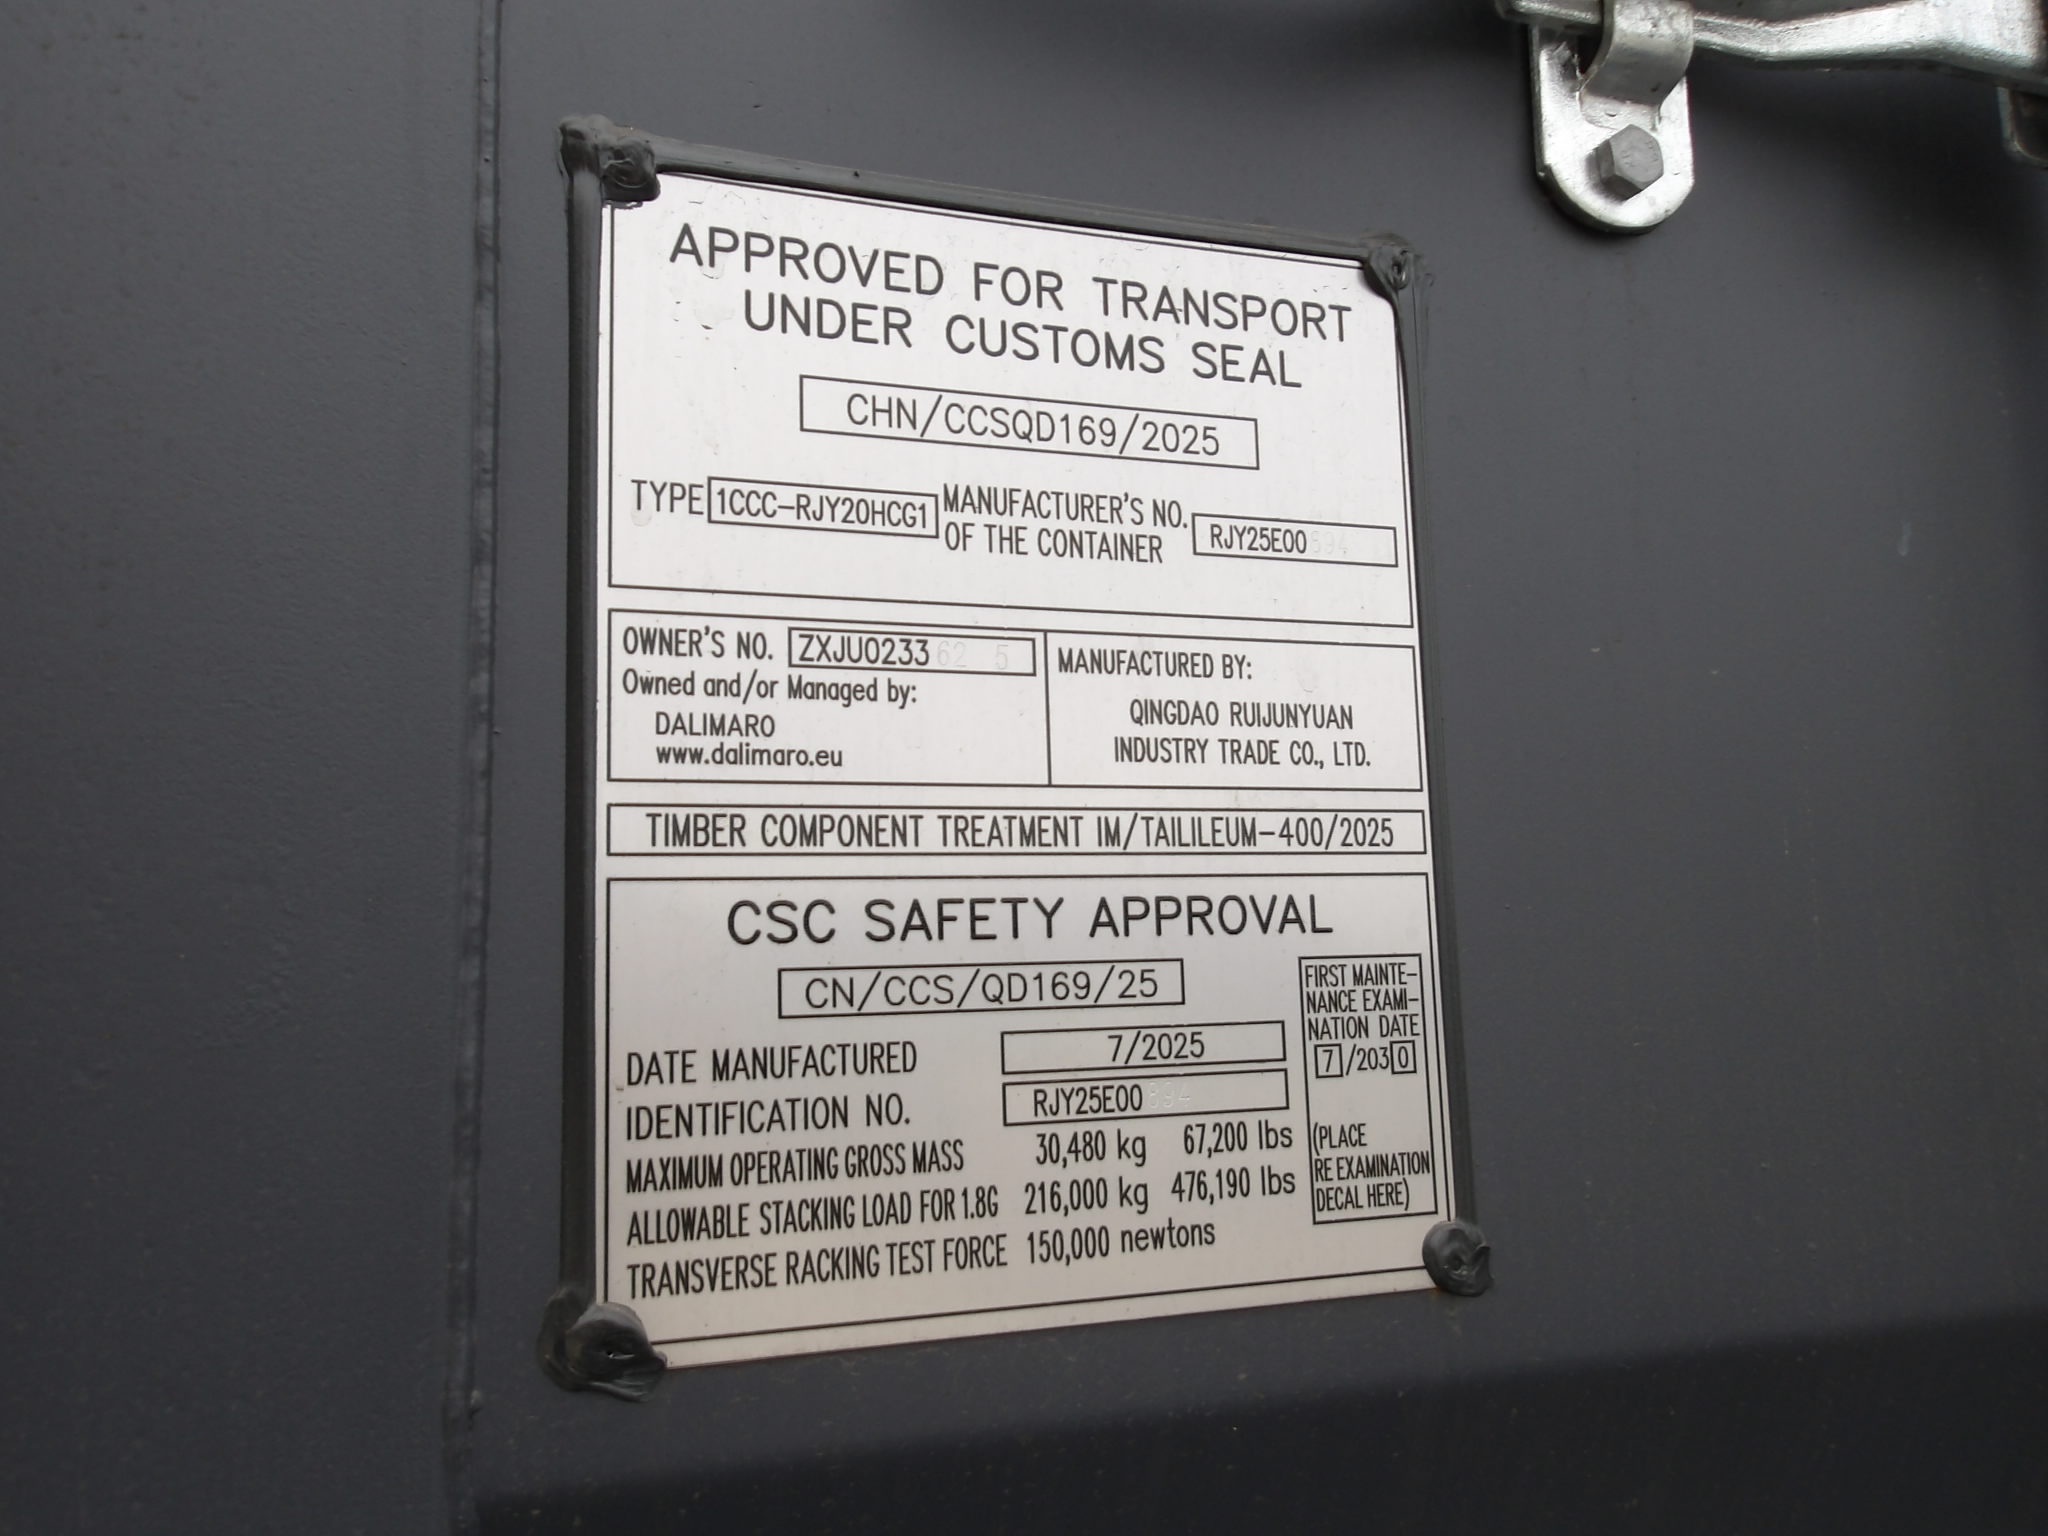 APPROVED FOR TRANSPORT
UNDER CUSTOMS SEAL
CHN/CCSQD169/2025
TYPE 1CCC-RJY20HCG1 MANUFACTURER'S NO. OF THE CONTAINER RJY25E00894
OWNER'S NO. ZXJU023362 5
Owned and/or Managed by:
DALIMARO
www.dalimaro.eu
MANUFACTURED BY:
QINGDAO RUIJUNYUAN
INDUSTRY TRADE CO., LTD.
TIMBER COMPONENT TREATMENT IM/TAILILEUM-400/2025
CSC SAFETY APPROVAL
CN/CCS/QD169/25
DATE MANUFACTURED 7/2025
IDENTIFICATION NO. RJY25E00894
MAXIMUM OPERATING GROSS MASS 30,480 kg 67,200 lbs
ALLOWABLE STACKING LOAD FOR 1.8G 216,000 kg 476,190 lbs
TRANSVERSE RACKING TEST FORCE 150,000 newtons
FIRST MAINTE-
NANCE EXAMI-
NATION DATE
7/2030
(PLACE
RE EXAMINATION
DECAL HERE)